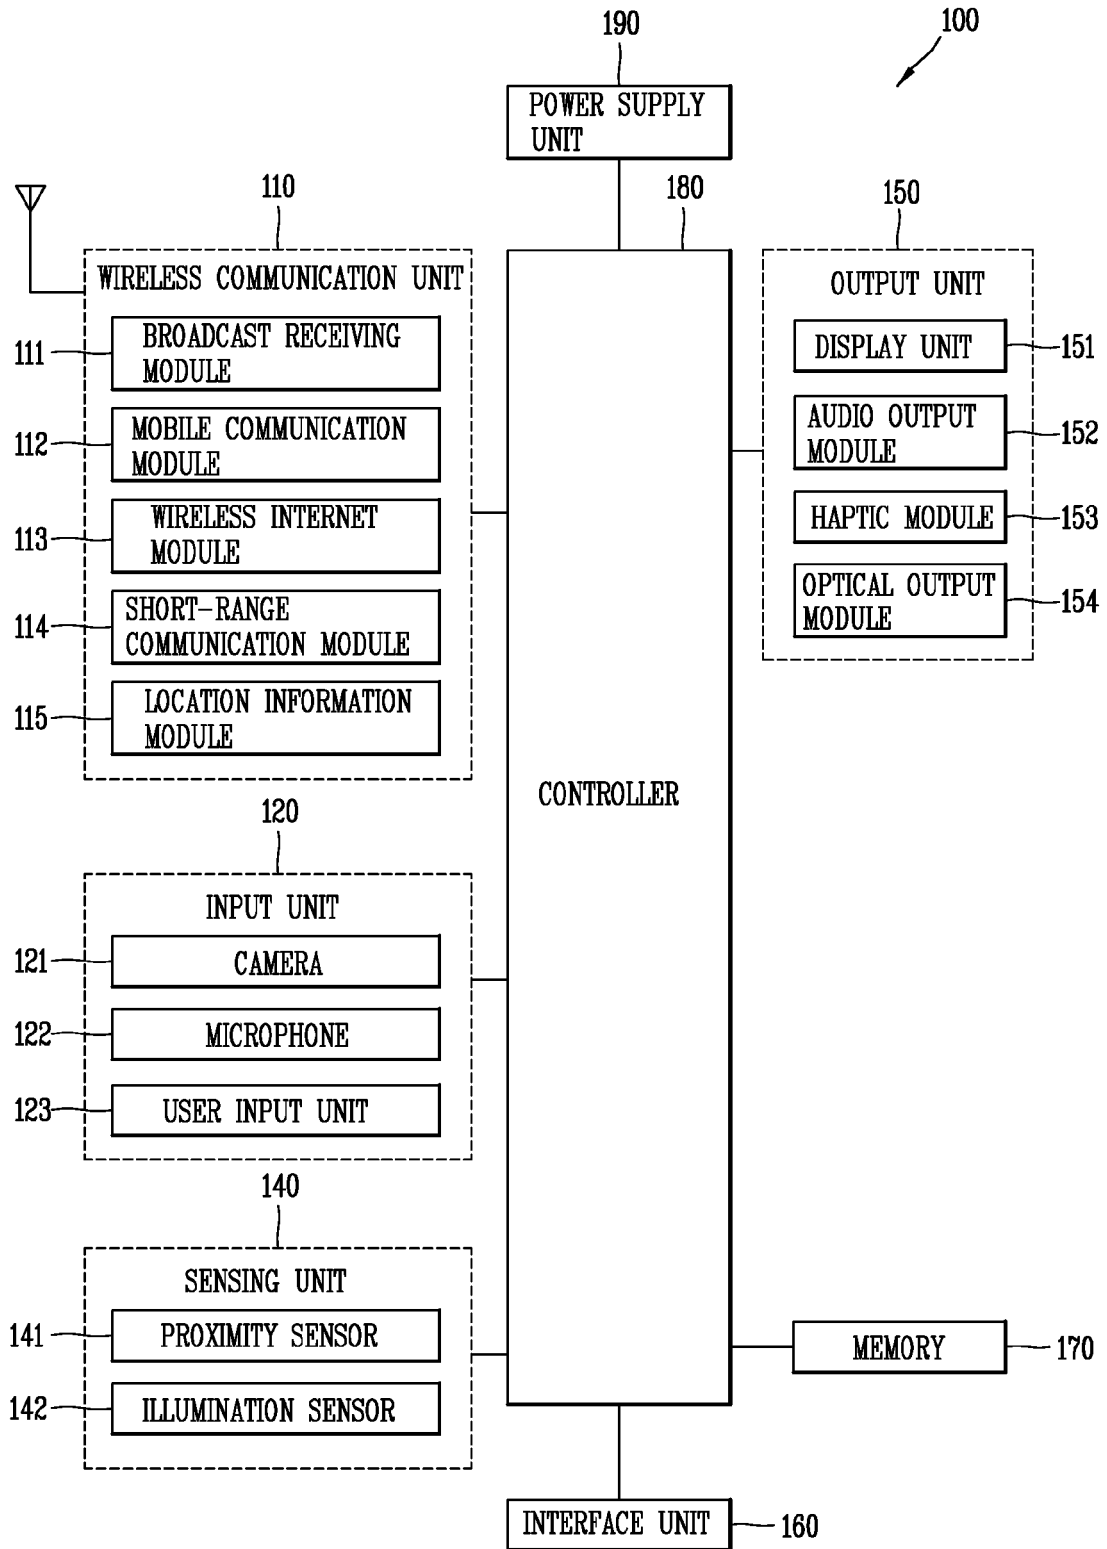 100
190
POWER SUPPLY
UNIT
110
180
150
WIRELESS COMMUNICATION UNIT
111
BROADCAST RECEIVING
MODULE
112
MOBILE COMMUNICATION
MODULE
113
WIRELESS INTERNET
MODULE
114
SHORT-RANGE
COMMUNICATION MODULE
115
LOCATION INFORMATION
MODULE
OUTPUT UNIT
DISPLAY UNIT
151
AUDIO OUTPUT
MODULE
152
HAPTIC MODULE
153
OPTICAL OUTPUT
MODULE
154
CONTROLLER
120
INPUT UNIT
121
CAMERA
122
MICROPHONE
123
USER INPUT UNIT
140
SENSING UNIT
141
PROXIMITY SENSOR
142
ILLUMINATION SENSOR
MEMORY
170
INTERFACE UNIT
160